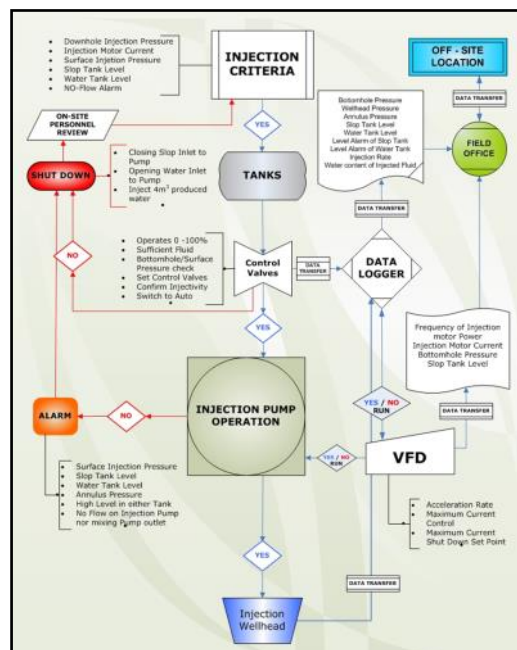 Downhole Injection Pressure
Injection Motor Current
Surface Injetion Pressure
Slop Tank Level
Water Tank Level
NO-Flow Alarm
INJECTION
CRITERIA
OFF - SITE
LOCATION
DATA TRANSFER
ON-SITE
PERSONNEL
REVIEW
YES
Bottomhole Pressure
Wellhead Pressure
Annulus Pressure
Slop Tank Level
Water Tank Level
Level Alarm of Slop Tank
Level Alarm of Water Tank
Injection Rate
Water content of Injected Fluid
FIELD
OFFICE
SHUT DOWN
Closing Slop Inlet to
Pump
Opening Water Inlet
to Pump
Inject 4m³ produced
water
TANKS
DATA TRANSFER
DATA TRANSFER
NO
Operates 0 -100%
Sufficient Fluid
Bottomhole/Surface
Pressure check
Set Control Valves
Confirm Injectivity
Switch to Auto
Control
Valves
DATA
TRANSFER
DATA
LOGGER
YES
Frequency of Injection
motor Power
Injection Motor Current
Bottomhole Pressure
Slop Tank Level
ALARM
NO
INJECTION PUMP
OPERATION
YES / NO
RUN
DATA TRANSFER
YES / NO
RUN
VFD
Surface Injection Pressure
Slop Tank Level
Water Tank Level
Annulus Pressure
High Level in either Tank
No Flow on Injection Pump
nor mixing Pump outlet
Acceleration Rate
Maximum Current
Control
Maximum Current
Shut Down Set Point
YES
DATA TRANSFER
Injection
Wellhead